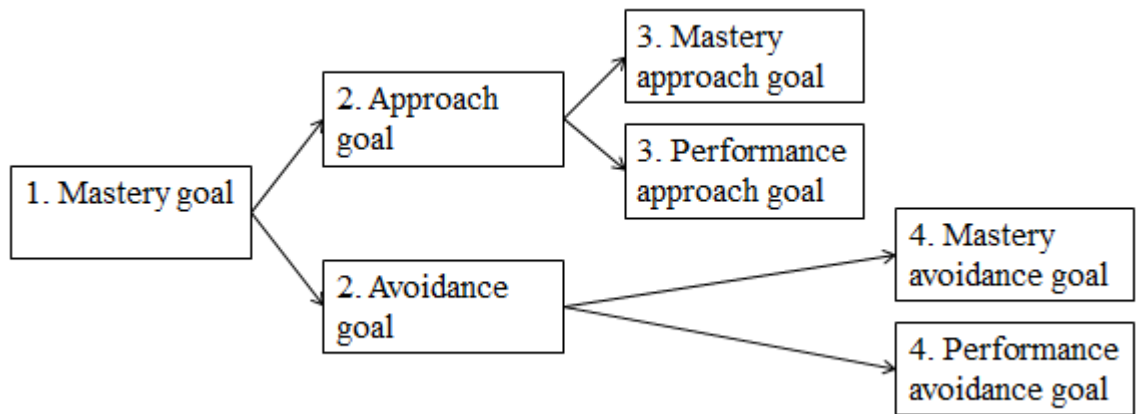 3. Mastery
approach goal
2. Approach
goal
3. Performance
approach goal
1. Mastery goal
4. Mastery
avoidance goal
2. Avoidance
goal
4. Performance
avoidance goal